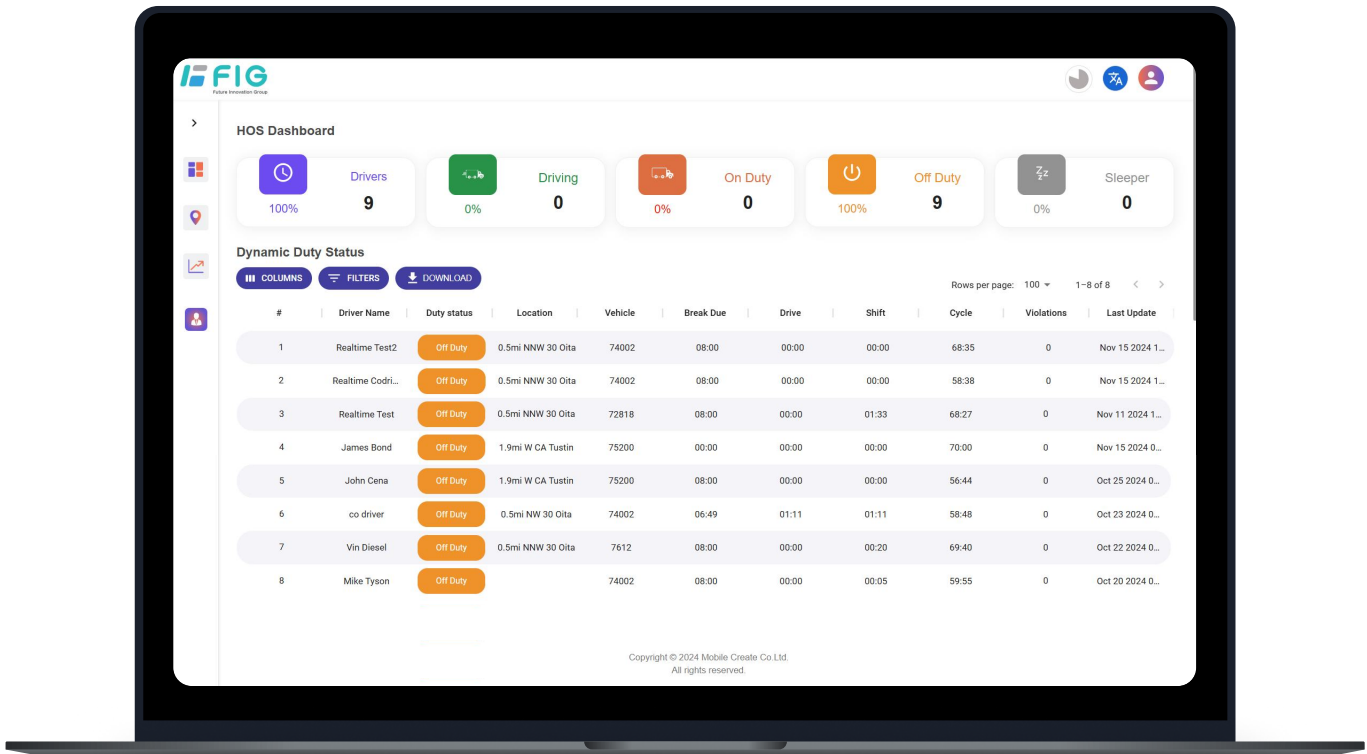 FIG
Future Innovation Group
HOS Dashboard
Drivers
100%
9
Driving
0%
0
On Duty
0%
0
Off Duty
100%
9
Sleeper
0%
0
Dynamic Duty Status
COLUMNS FILTERS DOWNLOAD
Rows per page: 100 1–8 of 8
# Driver Name Duty status Location Vehicle Break Due Drive Shift Cycle Violations Last Update
1 Realtime Test2 Off Duty 0.5mi NNW 30 Oita 74002 08:00 00:00 00:00 68:35 0 Nov 15 2024 1...
2 Realtime Codri... Off Duty 0.5mi NNW 30 Oita 74002 08:00 00:00 00:00 58:38 0 Nov 15 2024 1...
3 Realtime Test Off Duty 0.5mi NNW 30 Oita 72818 08:00 00:00 01:33 68:27 0 Nov 11 2024 1...
4 James Bond Off Duty 1.9mi W CA Tustin 75200 00:00 00:00 00:00 70:00 0 Nov 15 2024 0...
5 John Cena Off Duty 1.9mi W CA Tustin 75200 08:00 00:00 00:00 56:44 0 Oct 25 2024 0...
6 co driver Off Duty 0.5mi NW 30 Oita 74002 06:49 01:11 01:11 58:48 0 Oct 23 2024 0...
7 Vin Diesel Off Duty 0.5mi NNW 30 Oita 7612 08:00 00:00 00:20 69:40 0 Oct 22 2024 0...
8 Mike Tyson Off Duty 74002 08:00 00:00 00:05 59:55 0 Oct 20 2024 0...
Copyright © 2024 Mobile Create Co.Ltd.
All rights reserved.